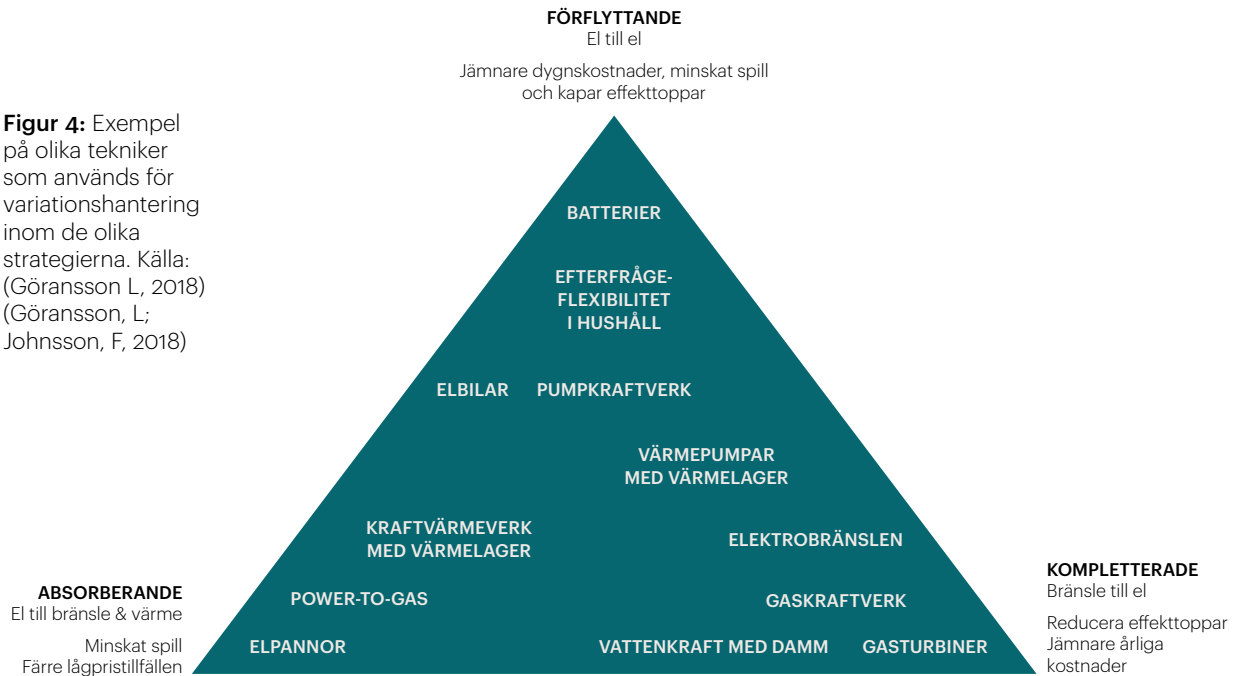 FÖRFLYTTANDE
El till el
Jämnare dygnskostnader, minskat spill
och kapar effekttoppar
Figur 4: Exempel
på olika tekniker
som används för
variationshantering
inom de olika
strategierna. Källa:
(Göransson L, 2018)
(Göransson, L;
Johnsson, F, 2018)
BATTERIER
EFTERFRÅGE-
FLEXIBILITET
I HUSHÅLL
ELBILAR
PUMPKRAFTVERK
VÄRMEPUMPAR
MED VÄRMELAGER
KRAFTVÄRMEVERK
MED VÄRMELAGER
ELEKTROBRÄNSLEN
POWER-TO-GAS
GASKRAFTVERK
ELPANNOR
VATTENKRAFT MED DAMM
GASTURBINER
ABSORBERANDE
El till bränsle & värme
Minskat spill
Färre lågpristillfällen
KOMPLETTERADE
Bränsle till el
Reducera effekttoppar
Jämnare årliga
kostnader